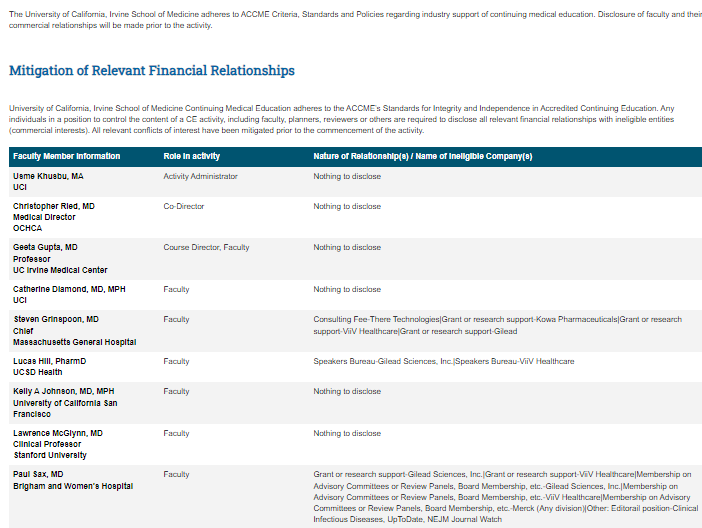 The University of California, Irvine School of Medicine adheres to ACCME Criteria, Standards and Policies regarding industry support of continuing medical education. Disclosure of faculty and their
commercial relationships will be made prior to the activity.
Mitigation of Relevant Financial Relationships
University of California, Irvine School of Medicine Continuing Medical Education adheres to the ACCME's Standards for Integrity and Independence in Accredited Continuing Education. Any
individuals in a position to control the content of a CE activity, including faculty, planners, reviewers or others are required to disclose all relevant financial relationships with ineligible entities
(commercial interests). All relevant conflicts of interest have been mitigated prior to the commencement of the activity.
Faculty Member Information Role in activity Nature of Relationship(s) / Name of Ineligible Company(s)
Usme Khusbu, MA Activity Administrator Nothing to disclose
UCI
Christopher Ried, MD Co-Director Nothing to disclose
Medical Director
OCHCA
Geeta Gupta, MD Course Director, Faculty Nothing to disclose
Professor
UC Irvine Medical Center
Catherine Diamond, MD, MPH Faculty Nothing to disclose
UCI
Steven Grinspoon, MD Faculty Consulting Fee-There Technologies|Grant or research support-Kowa Pharmaceuticals|Grant or research
Chief support-ViiV Healthcare|Grant or research support-Gilead
Massachusetts General Hospital
Lucas Hill, PharmD Faculty Speakers Bureau-Gilead Sciences, Inc.|Speakers Bureau-ViiV Healthcare
UCSD Health
Kelly A Johnson, MD, MPH Faculty Nothing to disclose
University of California San
Francisco
Lawrence McGlynn, MD Faculty Nothing to disclose
Clinical Professor
Stanford University
Paul Sax, MD Faculty Grant or research support-Gilead Sciences, Inc.|Grant or research support-ViiV Healthcare|Membership on
Brigham and Women's Hospital Advisory Committees or Review Panels, Board Membership, etc.-Gilead Sciences, Inc.|Membership on
Advisory Committees or Review Panels, Board Membership, etc.-ViiV Healthcare|Membership on Advisory
Committees or Review Panels, Board Membership, etc.-Merck (Any division)|Other: Editorail position-Clinical
Infectious Diseases, UpToDate, NEJM Journal Watch